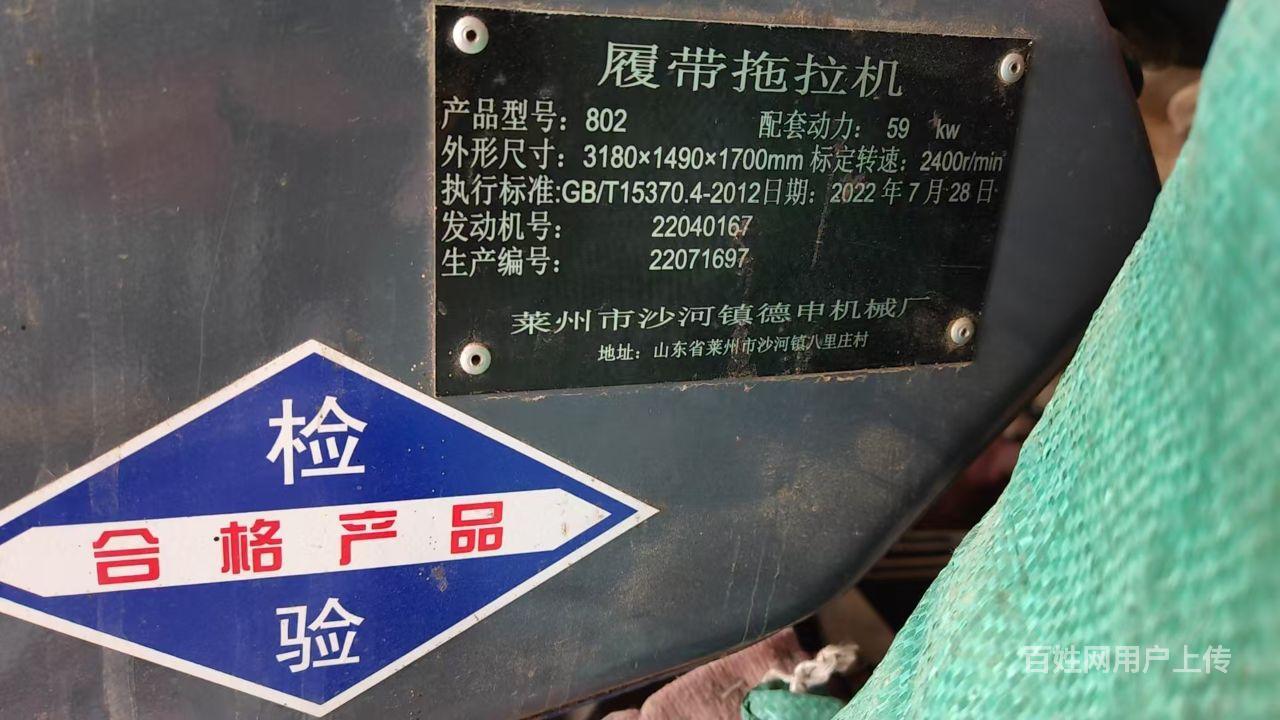 履带拖拉机
产品型号：802 配套动力：59 kw
外形尺寸：3180×1490×1700mm 标定转速：2400r/min
执行标准:GB/T15370.4-2012 日期：2022年7月28日
发动机号：22040167
生产编号：22071697
莱州市沙河镇德申机械厂
地址：山东省莱州市沙河镇八里庄村
检
合格产品
验
百姓网用户上传